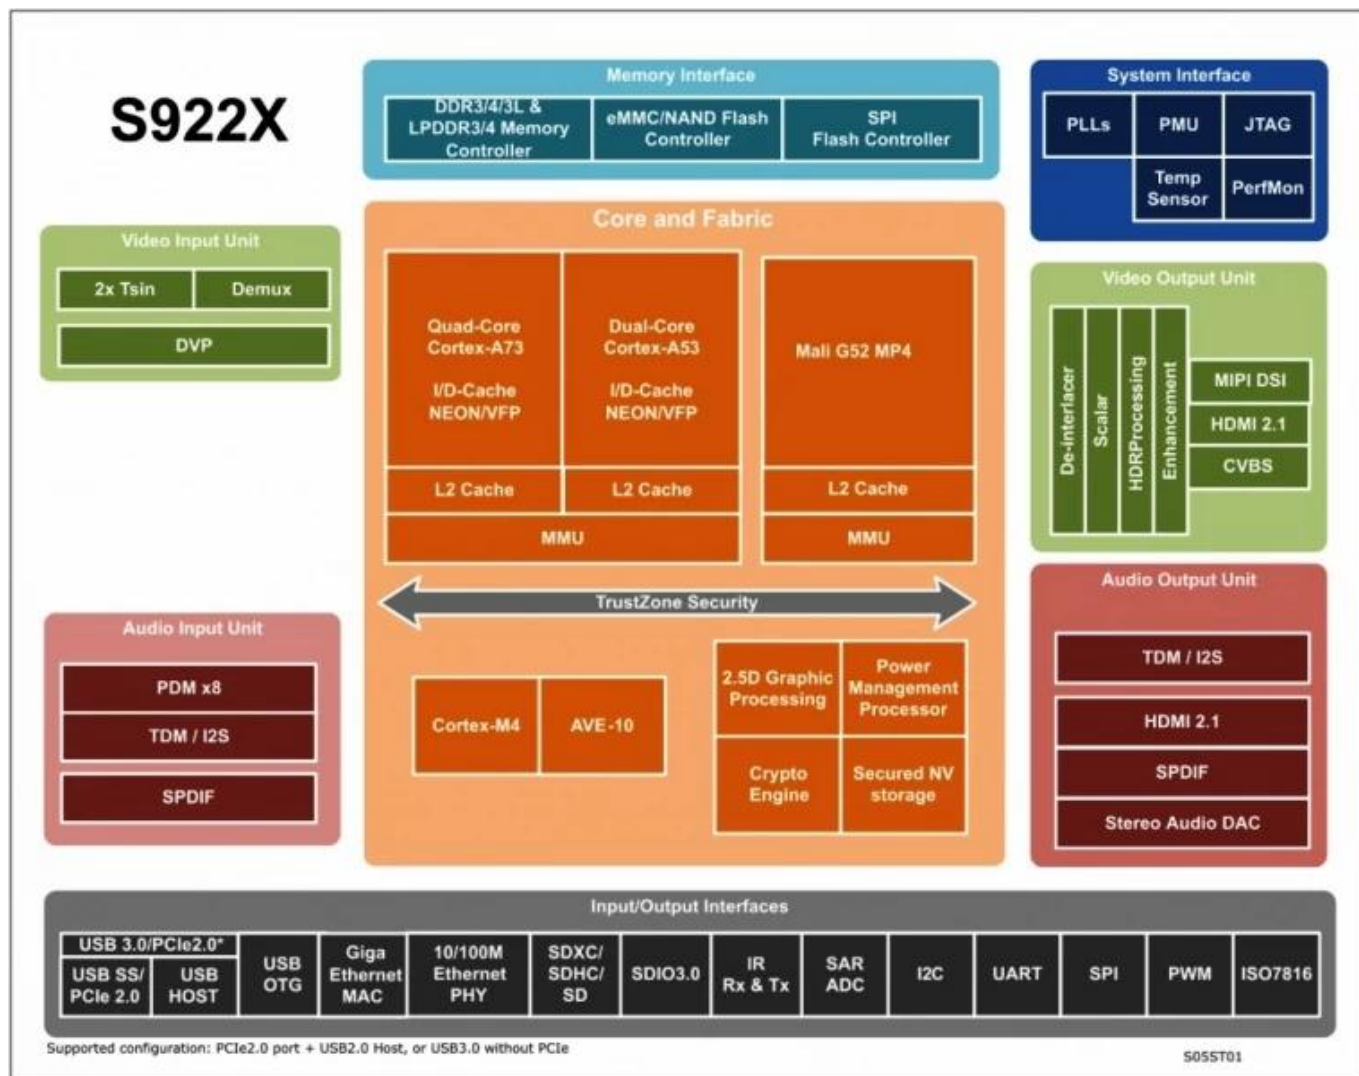 S922X
Memory Interface
DDR3/4/3L &
LPDDR3/4 Memory
Controller
eMMC/NAND Flash
Controller
SPI
Flash Controller
System Interface
PLLs
PMU
JTAG
Temp
Sensor
PerfMon
Video Input Unit
2x Tsin
Demux
DVP
Core and Fabric
Quad-Core
Cortex-A73
I/D-Cache
NEON/VFP
Dual-Core
Cortex-A53
I/D-Cache
NEON/VFP
Mali G52 MP4
L2 Cache
L2 Cache
L2 Cache
MMU
MMU
TrustZone Security
Cortex-M4
AVE-10
2.5D Graphic
Processing
Power
Management
Processor
Crypto
Engine
Secured NV
storage
Video Output Unit
De-interlacer
Scalar
HDRProcessing
Enhancement
MIPI DSI
HDMI 2.1
CVBS
Audio Input Unit
PDM x8
TDM / I2S
SPDIF
Audio Output Unit
TDM / I2S
HDMI 2.1
SPDIF
Stereo Audio DAC
Input/Output Interfaces
USB 3.0/PCIe2.0*
USB SS/
PCIe 2.0
USB
HOST
USB
OTG
Giga
Ethernet
MAC
10/100M
Ethernet
PHY
SDXC/
SDHC/
SD
SDIO3.0
IR
Rx & Tx
SAR
ADC
I2C
UART
SPI
PWM
ISO7816
Supported configuration: PCIe2.0 port + USB2.0 Host, or USB3.0 without PCIe
S05ST01